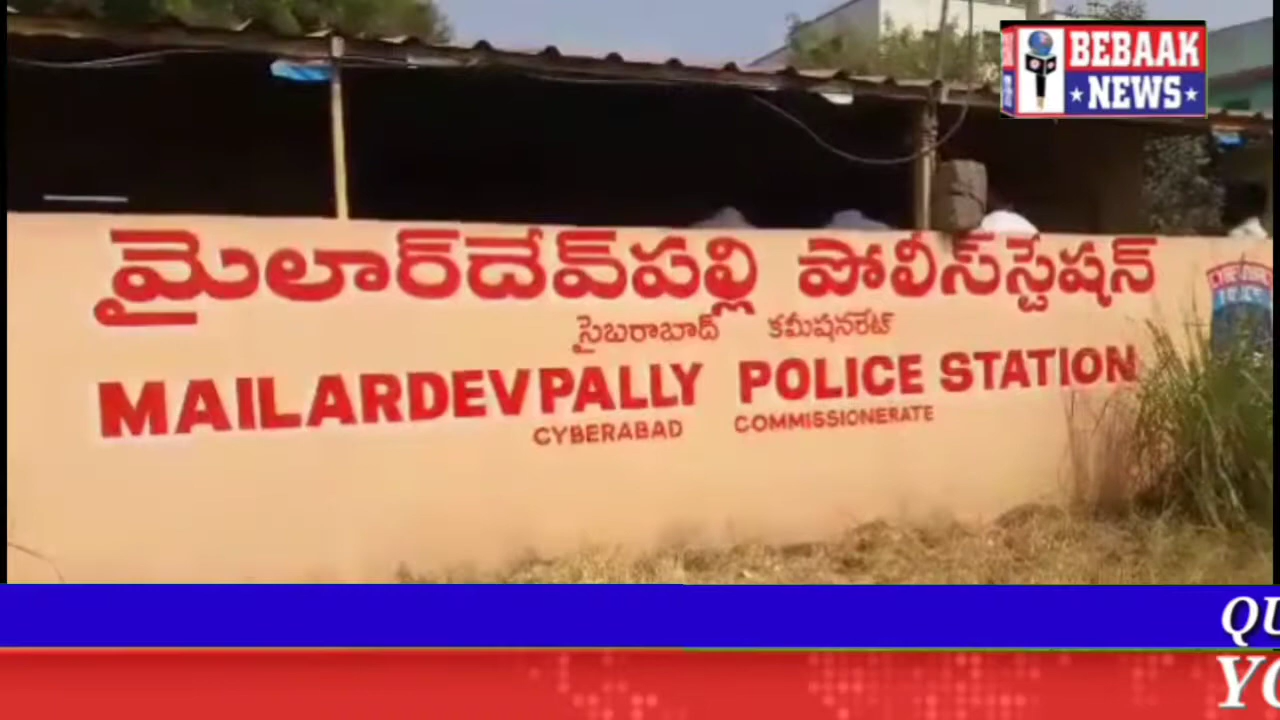 BEBAAK
NEWS
మైలార్‌దేవ్‌పల్లి పోలీస్‌స్టేషన్
సైబరాబాద్ కమీషనరేట్
MAILARDEVPALLY POLICE STATION
CYBERABAD COMMISSIONERATE